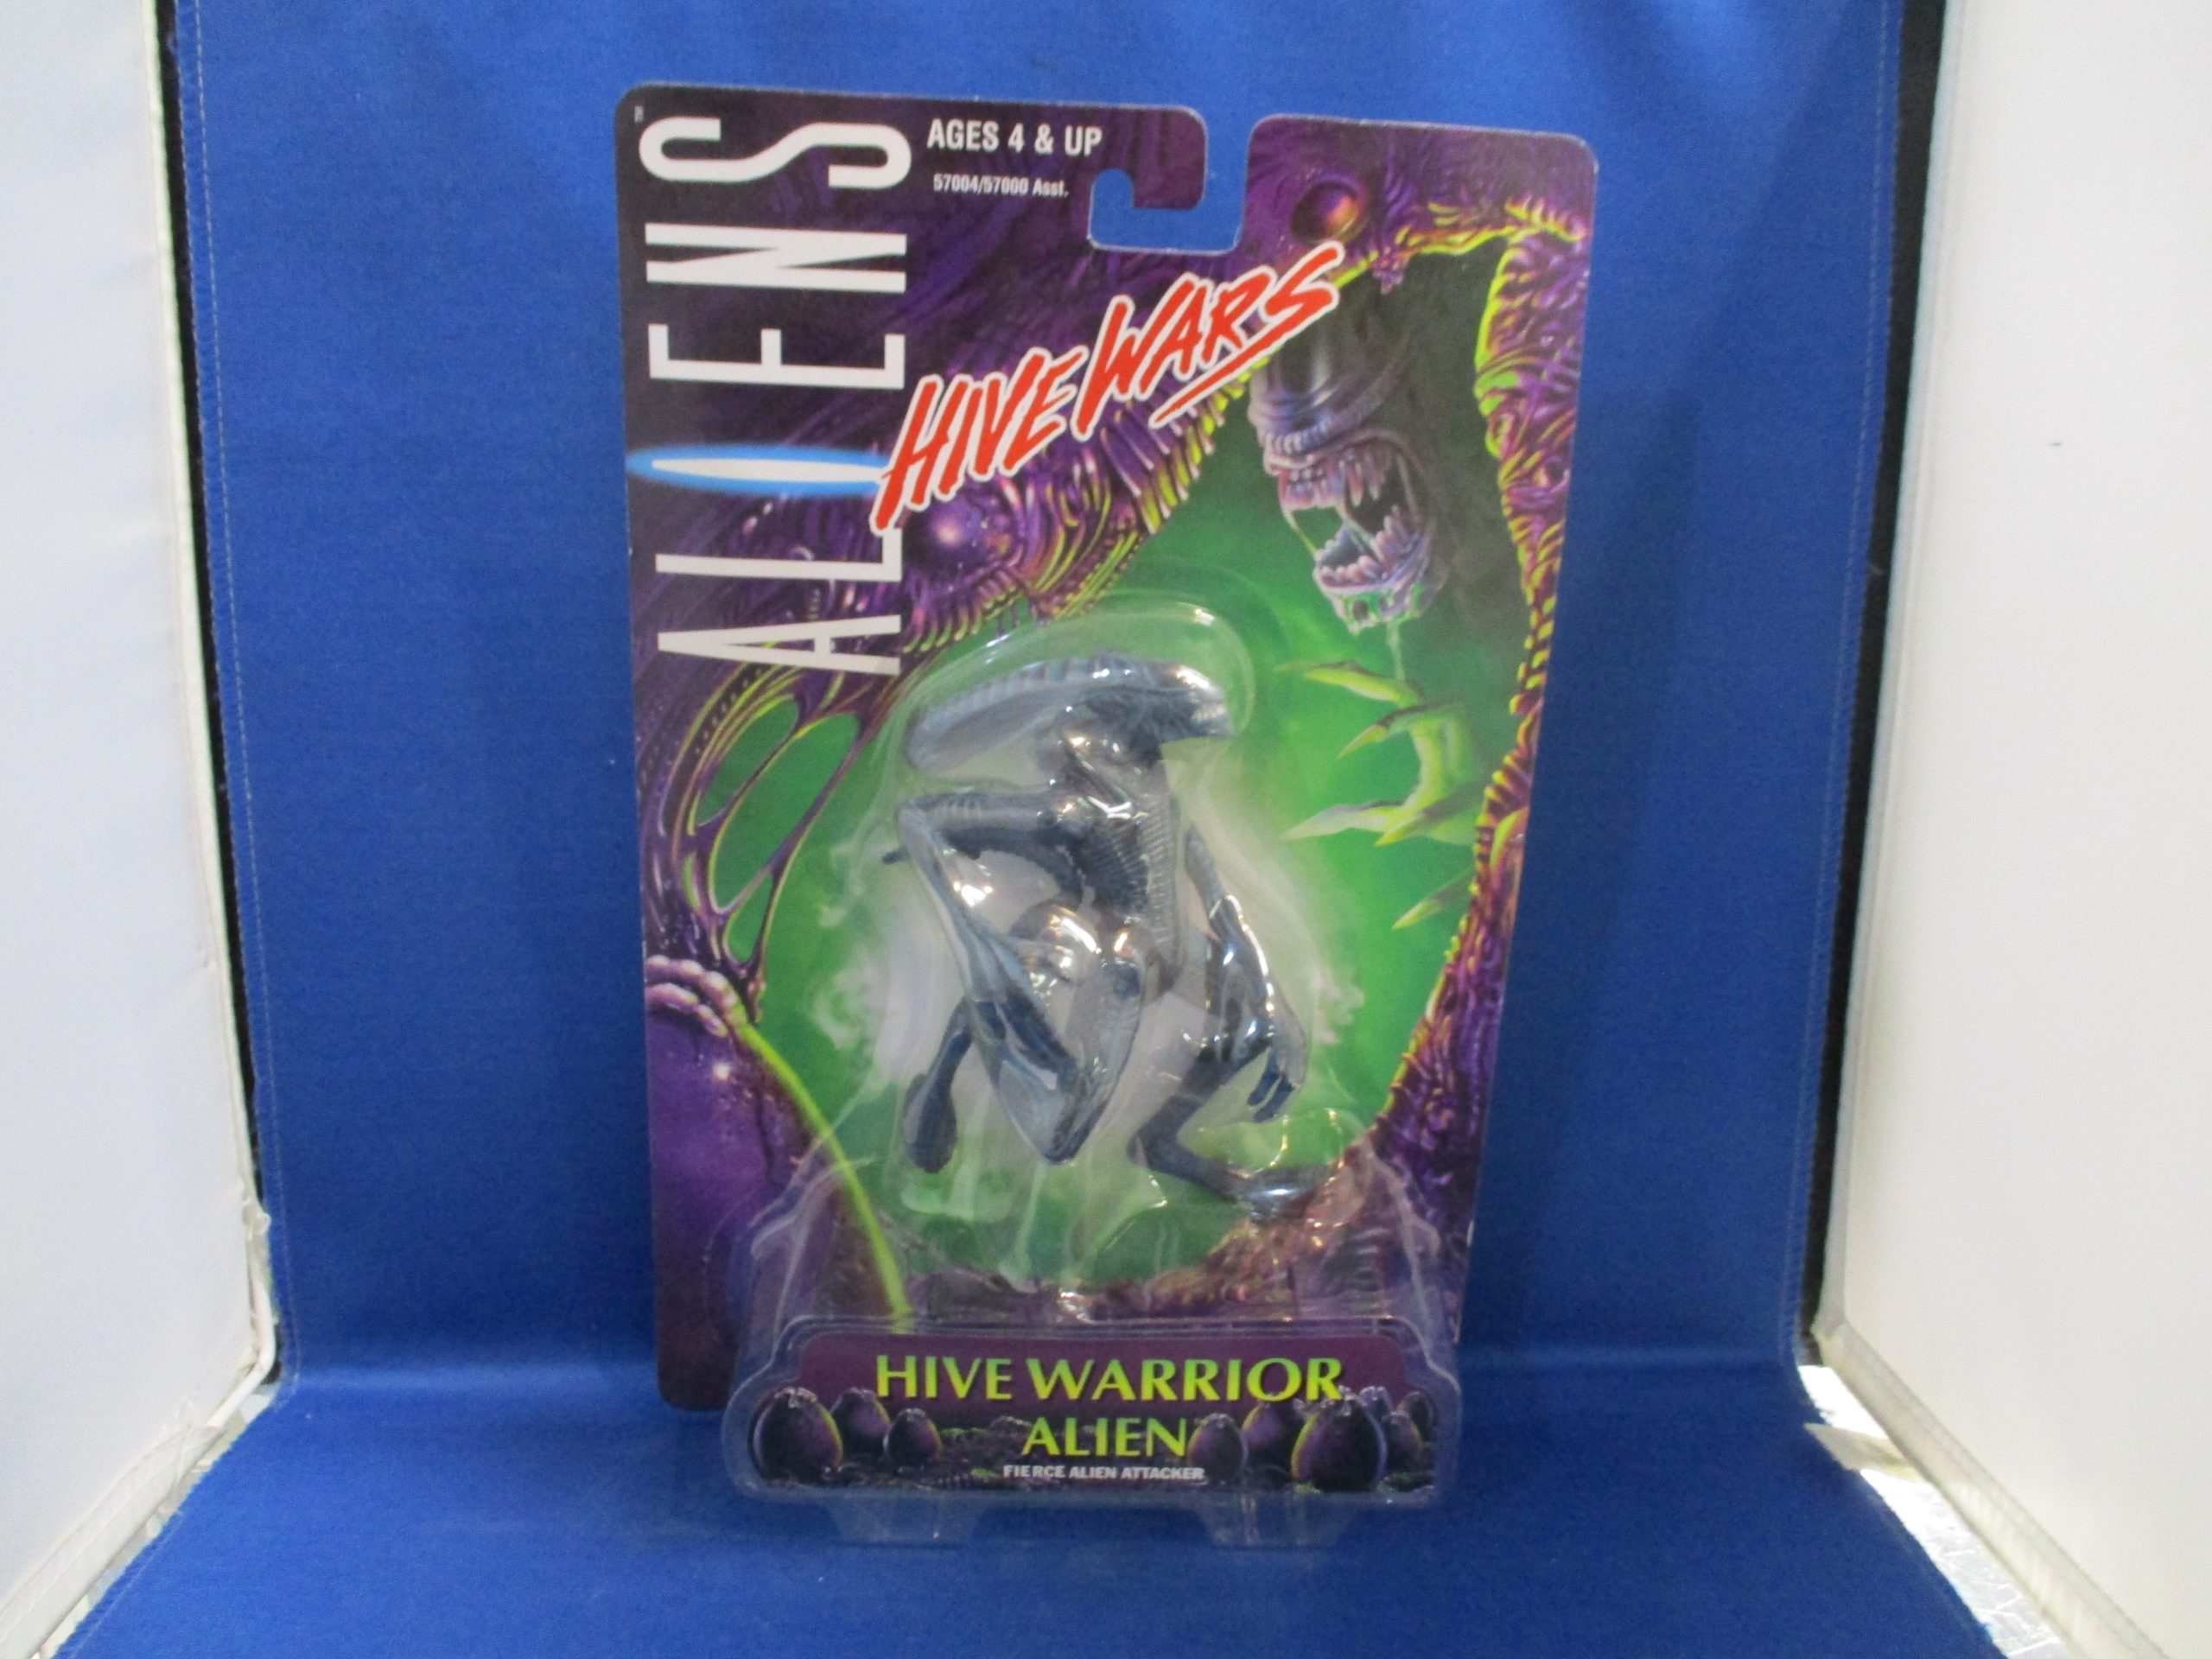 ALIENS
AGES 4 & UP
57004/57000 Asst.
HIVE WARS
HIVE WARRIOR
ALIEN
FIERCE ALIEN ATTACKER